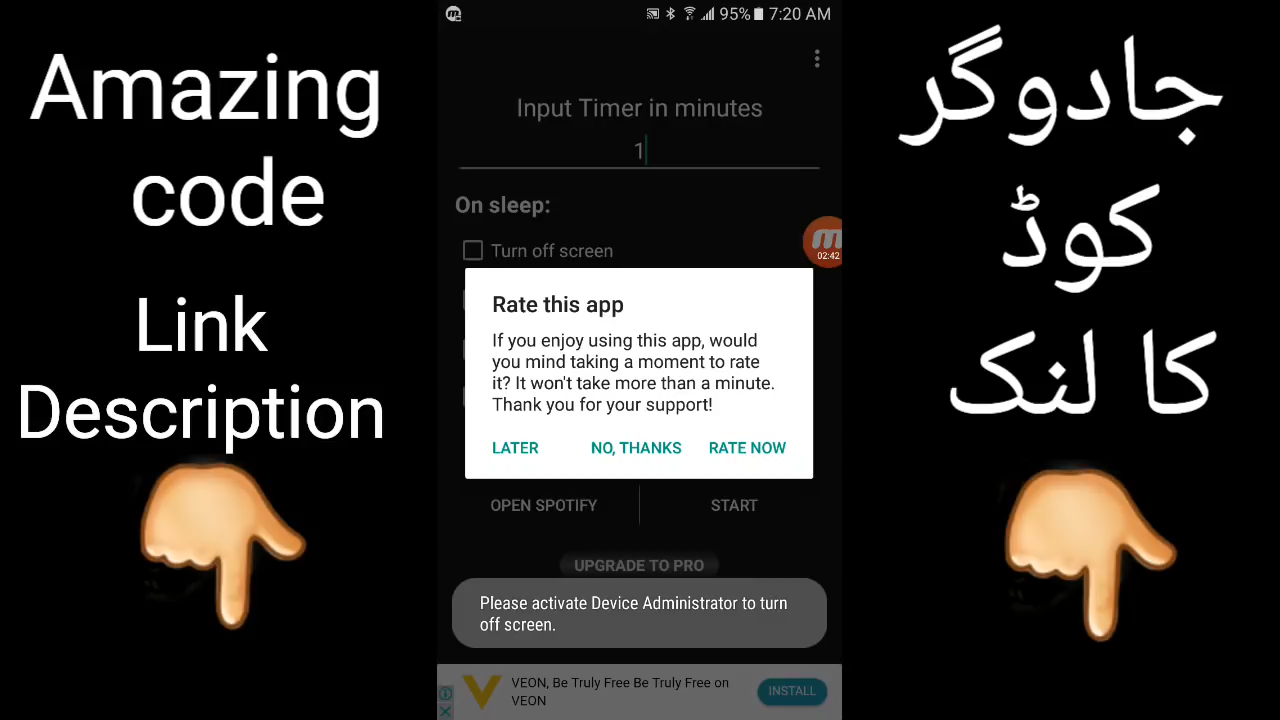 Amazing
code
Link
Description
95% 7:20 AM
Input Timer in minutes
1
On sleep:
Turn off screen
02:42
Rate this app
If you enjoy using this app, would
you mind taking a moment to rate
it? It won't take more than a minute.
Thank you for your support!
LATER NO, THANKS RATE NOW
OPEN SPOTIFY START
UPGRADE TO PRO
Please activate Device Administrator to turn
off screen.
VEON, Be Truly Free Be Truly Free on
VEON
INSTALL
جادوگر
کوڈ
کا لنک